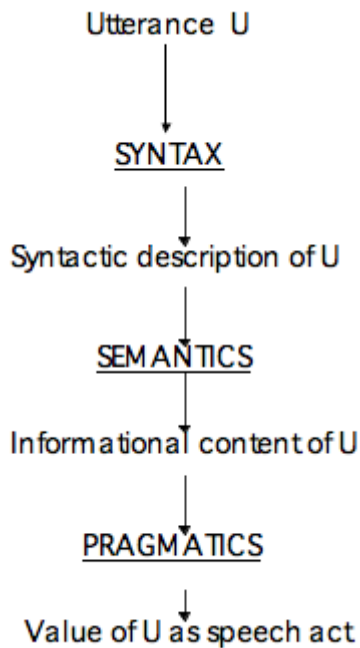 Utterance U
SYNTAX
Syntactic description of U
SEMANTICS
Informational content of U
PRAGMATICS
Value of U as speech act